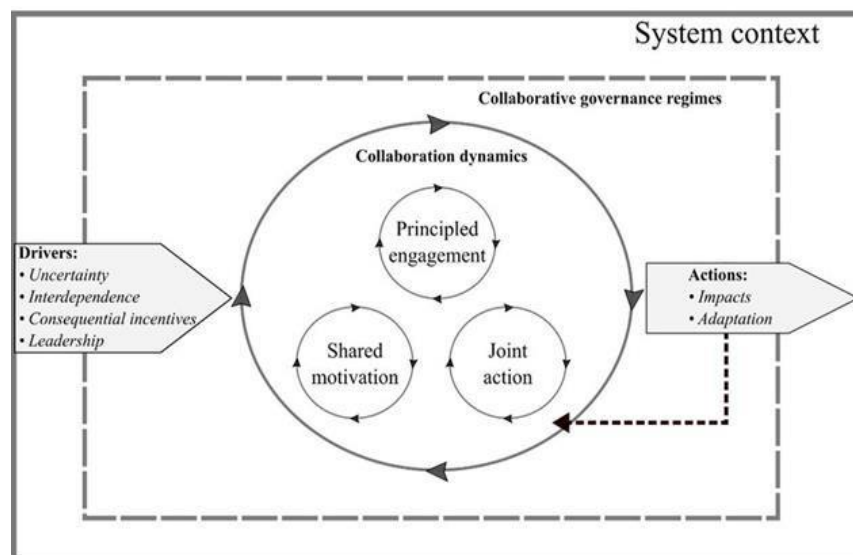 System context
Collaborative governance regimes
Collaboration dynamics
Principled
engagement
Drivers:
• Uncertainty
• Interdependence
• Consequential incentives
• Leadership
Actions:
• Impacts
• Adaptation
Shared
motivation
Joint
action